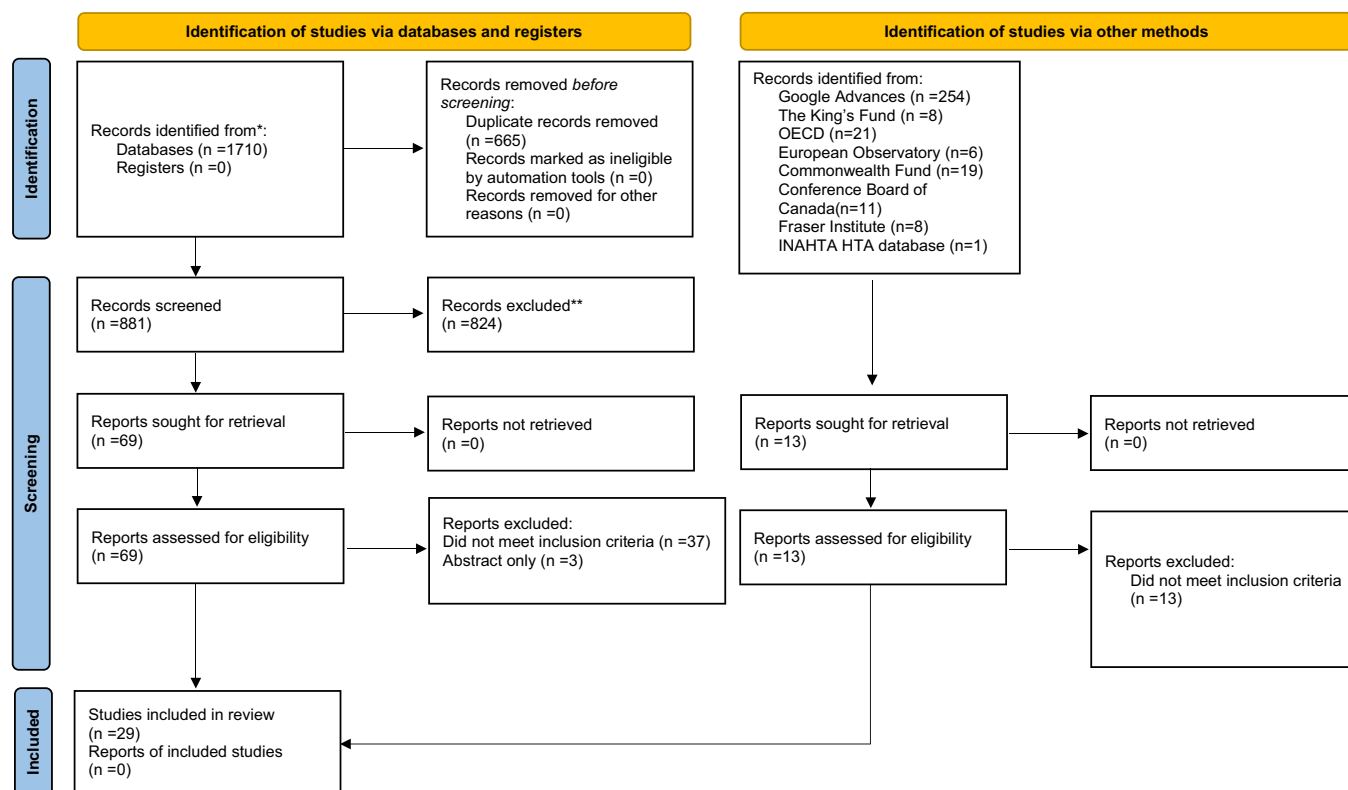 Identification of studies via databases and registers
Identification of studies via other methods
Identification
Records identified from*:
Databases (n =1710)
Registers (n =0)
Records removed before
screening:
Duplicate records removed
(n =665)
Records marked as ineligible
by automation tools (n =0)
Records removed for other
reasons (n =0)
Records identified from:
Google Advances (n =254)
The King's Fund (n =8)
OECD (n=21)
European Observatory (n=6)
Commonwealth Fund (n=19)
Conference Board of
Canada(n=11)
Fraser Institute (n=8)
INAHTA HTA database (n=1)
Screening
Records screened
(n =881)
Records excluded**
(n =824)
Reports sought for retrieval
(n =69)
Reports not retrieved
(n =0)
Reports sought for retrieval
(n =13)
Reports not retrieved
(n =0)
Reports assessed for eligibility
(n =69)
Reports excluded:
Did not meet inclusion criteria (n =37)
Abstract only (n =3)
Reports assessed for eligibility
(n =13)
Reports excluded:
Did not meet inclusion criteria
(n =13)
Included
Studies included in review
(n =29)
Reports of included studies
(n =0)